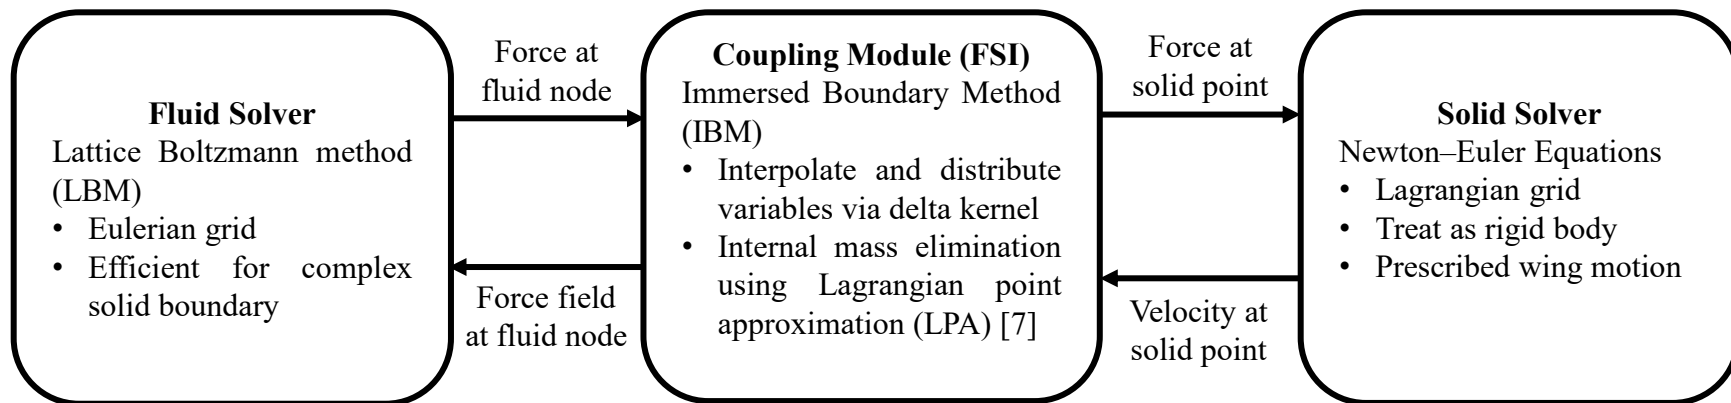 Fluid Solver
Lattice Boltzmann method
(LBM)
• Eulerian grid
• Efficient for complex
solid boundary
Force at
fluid node
Force field
at fluid node
Coupling Module (FSI)
Immersed Boundary Method
(IBM)
• Interpolate and distribute
variables via delta kernel
• Internal mass elimination
using Lagrangian point
approximation (LPA) [7]
Force at
solid point
Velocity at
solid point
Solid Solver
Newton–Euler Equations
• Lagrangian grid
• Treat as rigid body
• Prescribed wing motion